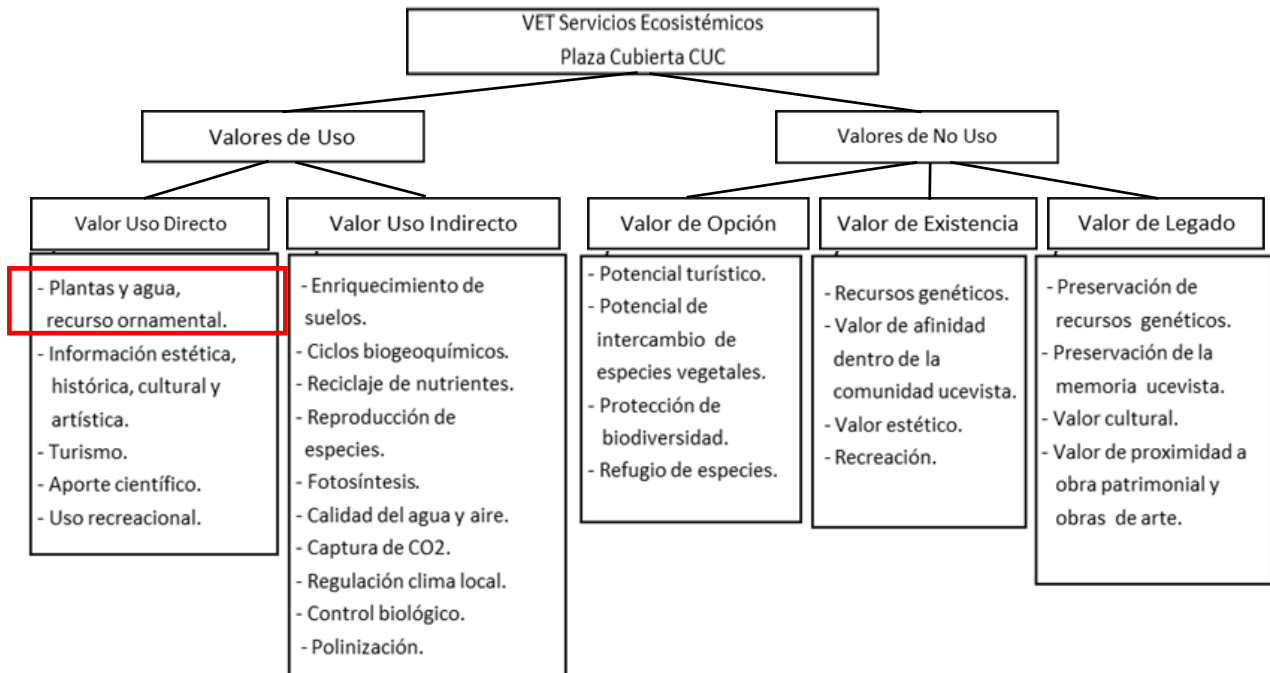 VET Servicios Ecosistémicos
Plaza Cubierta CUC
Valores de Uso
Valores de No Uso
Valor Uso Directo
Valor Uso Indirecto
Valor de Opción
Valor de Existencia
Valor de Legado
- Plantas y agua,
recurso ornamental.
- Información estética,
histórica, cultural y
artística.
- Turismo.
- Aporte científico.
- Uso recreacional.
- Enriquecimiento de
suelos.
- Ciclos biogeoquímicos.
- Reciclaje de nutrientes.
- Reproducción de
especies.
- Fotosíntesis.
- Calidad del agua y aire.
- Captura de CO2.
- Regulación clima local.
- Control biológico.
- Polinización.
- Potencial turístico.
- Potencial de
intercambio de
especies vegetales.
- Protección de
biodiversidad.
- Refugio de especies.
- Recursos genéticos.
- Valor de afinidad
dentro de la
comunidad ucevista.
- Valor estético.
- Recreación.
- Preservación de
recursos genéticos.
- Preservación de la
memoria ucevista.
- Valor cultural.
- Valor de proximidad a
obra patrimonial y
obras de arte.